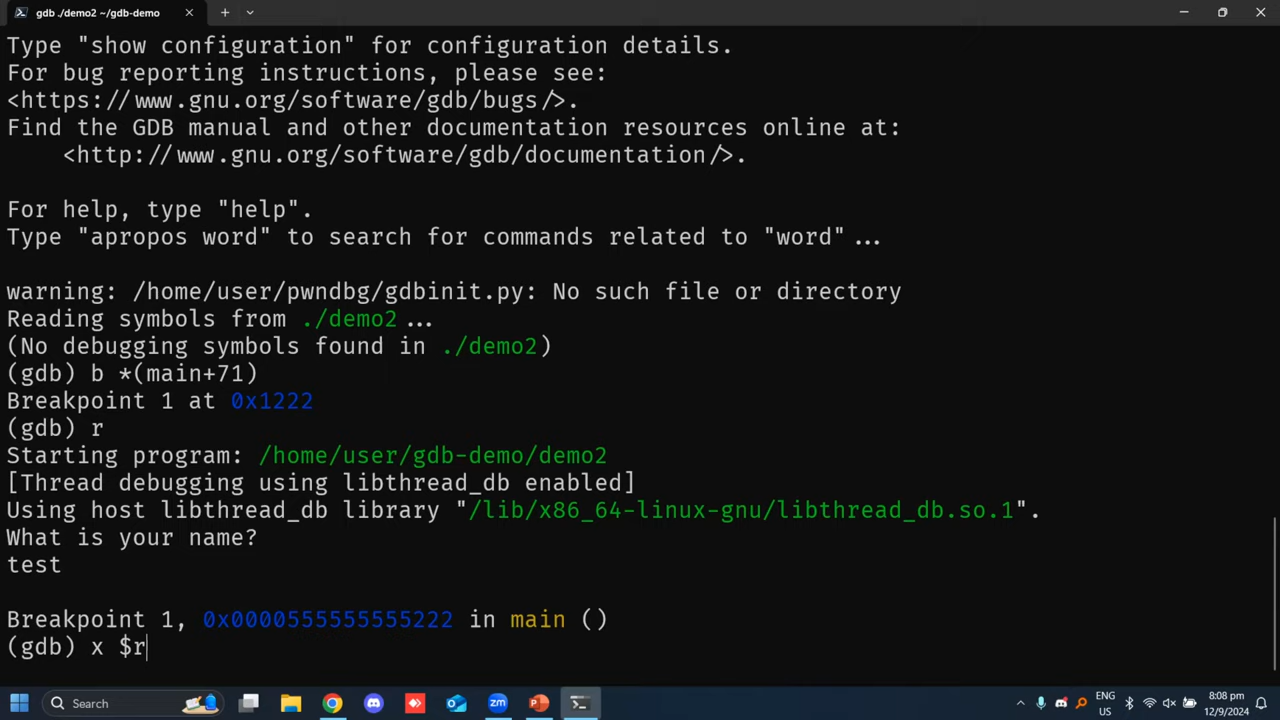 gdb ./demo2 ~/gdb-demo
Type "show configuration" for configuration details.
For bug reporting instructions, please see:
<https://www.gnu.org/software/gdb/bugs/>.
Find the GDB manual and other documentation resources online at:
    <http://www.gnu.org/software/gdb/documentation/>.
For help, type "help".
Type "apropos word" to search for commands related to "word"...
warning: /home/user/pwndbg/gdbinit.py: No such file or directory
Reading symbols from ./demo2...
(No debugging symbols found in ./demo2)
(gdb) b *(main+71)
Breakpoint 1 at 0x1222
(gdb) r
Starting program: /home/user/gdb-demo/demo2
[Thread debugging using libthread_db enabled]
Using host libthread_db library "/lib/x86_64-linux-gnu/libthread_db.so.1".
What is your name?
test
Breakpoint 1, 0x0000555555555222 in main ()
(gdb) x $r
Search
zm
ENG
US
8:08 pm
12/9/2024